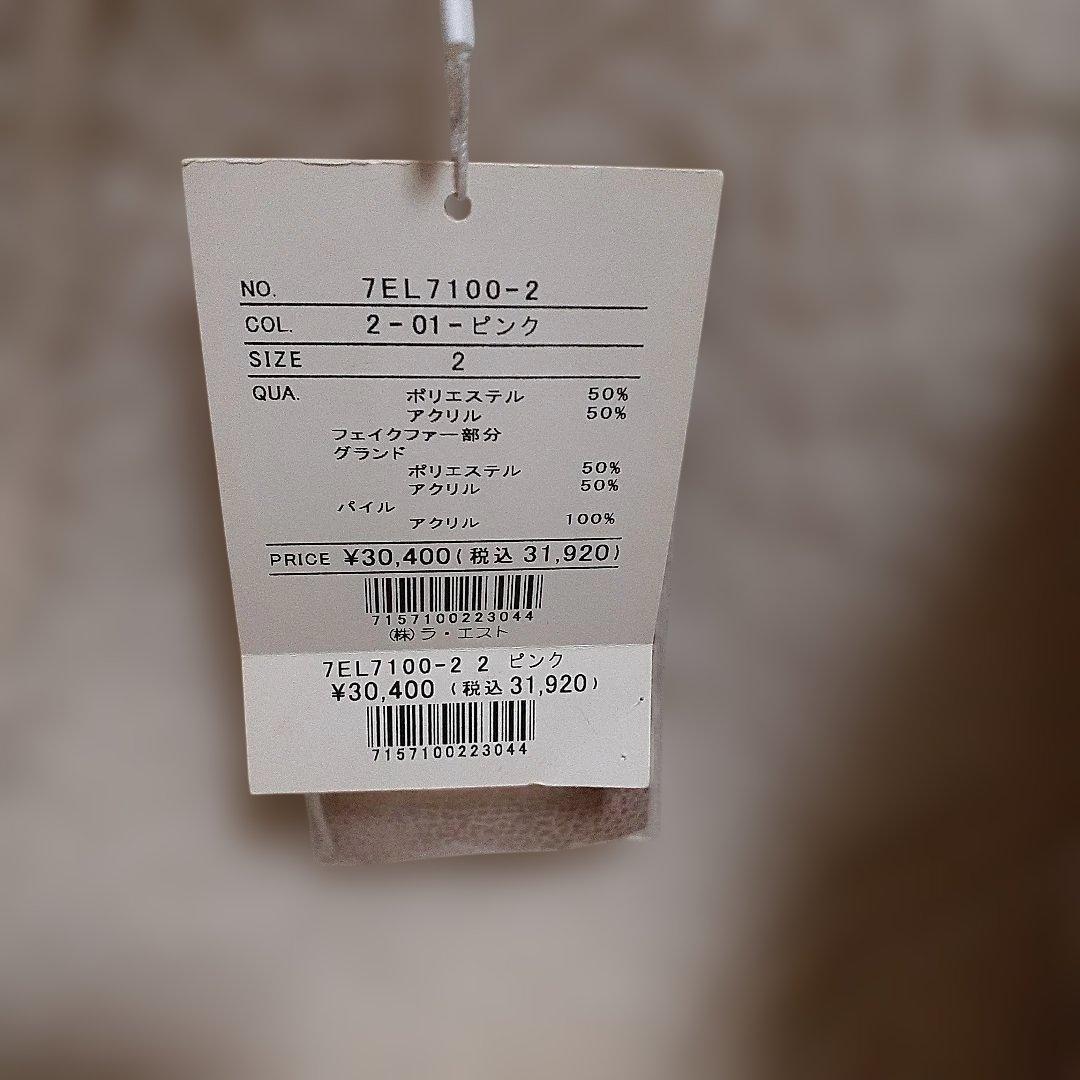 NO. 7EL7100-2
COL. 2-01-ピンク
SIZE 2
QUA. ポリエステル 50%
アクリル 50%
フェイクファー部分
グランド
ポリエステル 50%
アクリル 50%
パイル
アクリル 100%
PRICE ¥30,400(税込 31,920)
7157100223044
㈱ラ・エスト
7EL7100-2 2 ピンク
¥30,400 (税込 31,920)
7157100223044